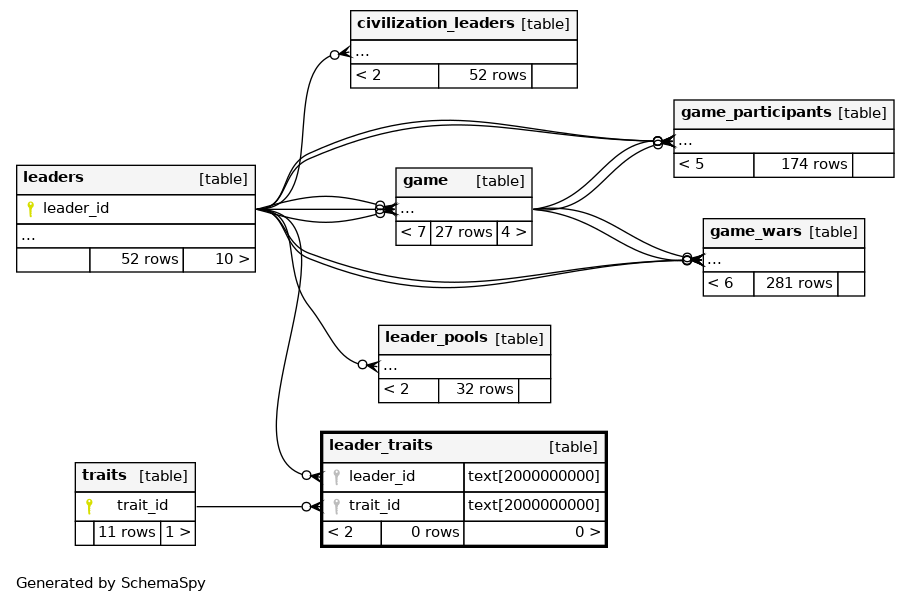 civilization_leaders [table]
...
< 2 52 rows
game_participants [table]
...
< 5 174 rows
leaders [table]
leader_id
...
52 rows 10 >
game [table]
...
< 7 27 rows 4 >
game_wars [table]
...
< 6 281 rows
leader_pools [table]
...
< 2 32 rows
leader_traits [table]
leader_id text[2000000000]
trait_id text[2000000000]
< 2 0 rows 0 >
traits [table]
trait_id
11 rows 1 >
Generated by SchemaSpy